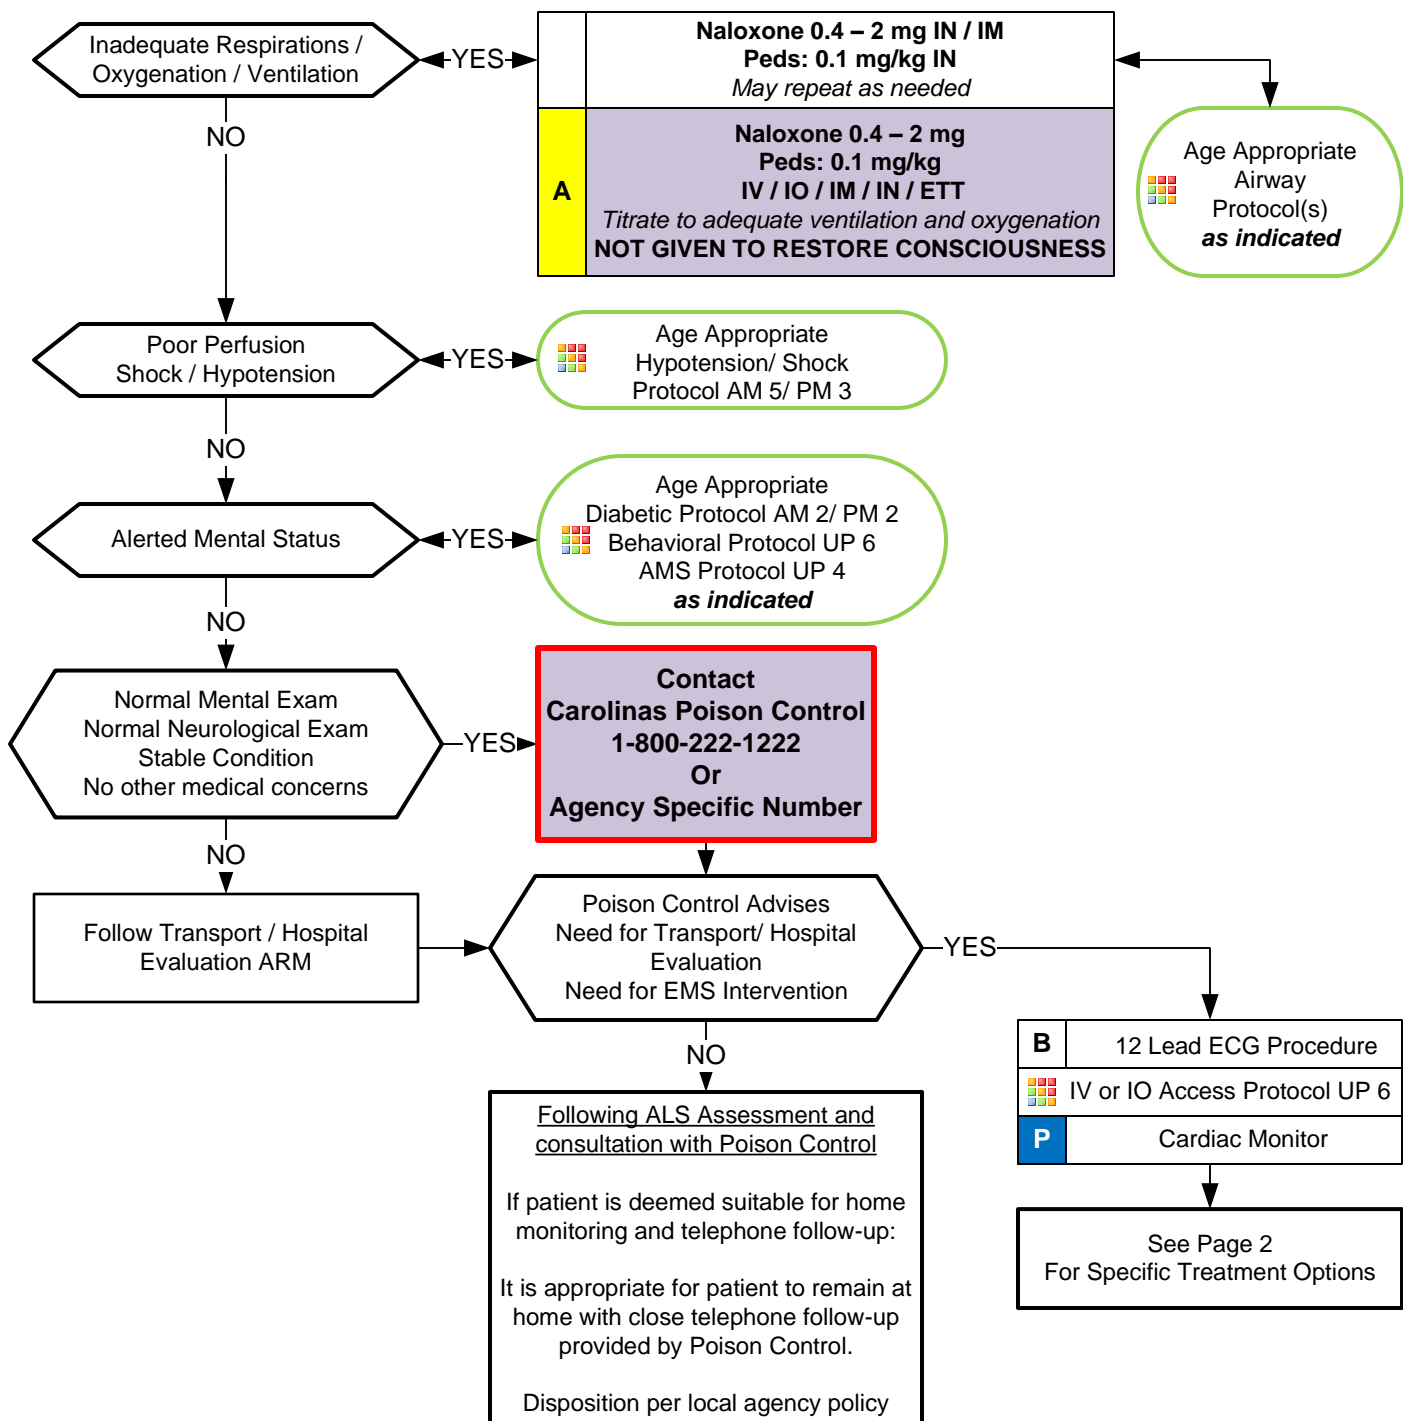 Inadequate Respirations /
Oxygenation / Ventilation
YES
Naloxone 0.4 – 2 mg IN / IM
Peds: 0.1 mg/kg IN
May repeat as needed
A
Naloxone 0.4 – 2 mg
Peds: 0.1 mg/kg
IV / IO / IM / IN / ETT
Titrate to adequate ventilation and oxygenation
NOT GIVEN TO RESTORE CONSCIOUSNESS
Age Appropriate
Airway
Protocol(s)
as indicated
NO
Poor Perfusion
Shock / Hypotension
YES
Age Appropriate
Hypotension/ Shock
Protocol AM 5/ PM 3
NO
Alerted Mental Status
YES
Age Appropriate
Diabetic Protocol AM 2/ PM 2
Behavioral Protocol UP 6
AMS Protocol UP 4
as indicated
NO
Normal Mental Exam
Normal Neurological Exam
Stable Condition
No other medical concerns
YES
Contact
Carolinas Poison Control
1-800-222-1222
Or
Agency Specific Number
NO
Follow Transport / Hospital
Evaluation ARM
Poison Control Advises
Need for Transport/ Hospital
Evaluation
Need for EMS Intervention
YES
B
12 Lead ECG Procedure
IV or IO Access Protocol UP 6
P
Cardiac Monitor
See Page 2
For Specific Treatment Options
NO
Following ALS Assessment and
consultation with Poison Control
If patient is deemed suitable for home
monitoring and telephone follow-up:
It is appropriate for patient to remain at
home with close telephone follow-up
provided by Poison Control.
Disposition per local agency policy